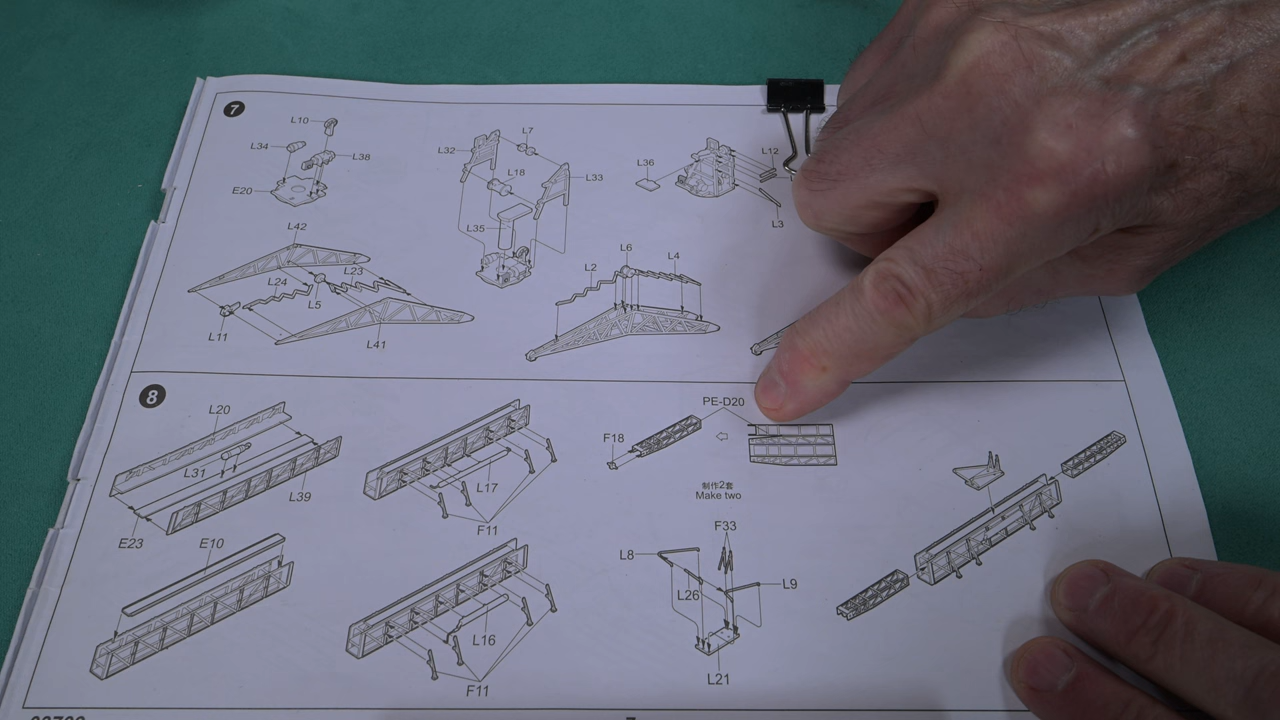 7
L10
L34
L38
E20
L32
L7
L18
L33
L35
L36
L12
L3
L42
L24
L23
L5
L11
L41
L6
L2
L4
8
L20
L31
L39
E23
L17
F11
PE-D20
F18
制作2套
Make two
E10
L16
F11
F33
L8
L26
L9
L21